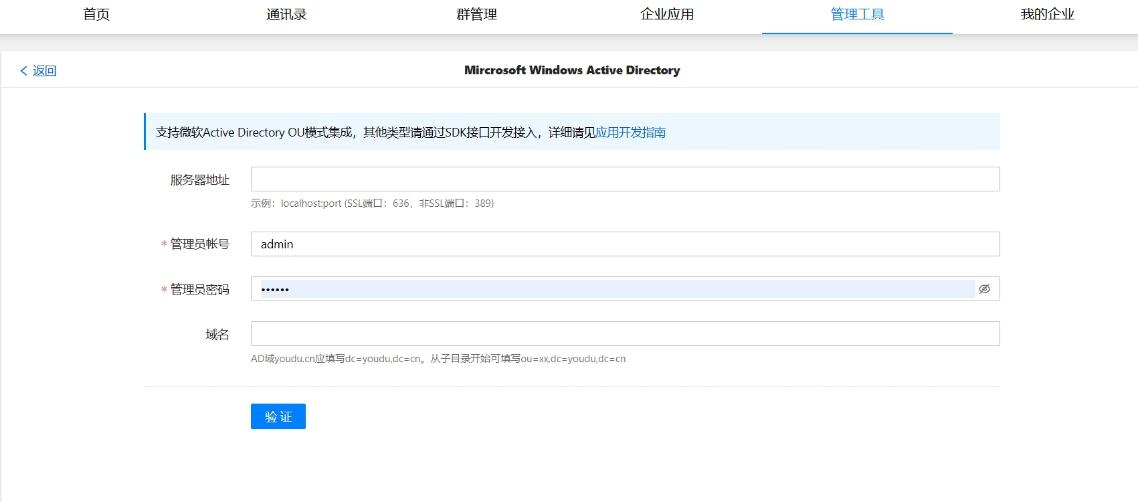 首页 通讯录 群管理 企业应用 管理工具 我的企业
< 返回 Mircrosoft Windows Active Directory
支持微软Active Directory OU模式集成，其他类型请通过SDK接口开发接入，详细请见应用开发指南
服务器地址
示例：localhost:port (SSL端口：636，非SSL端口：389)
* 管理员帐号 admin
* 管理员密码 ••••••
域名
AD域youdu.cn应填写dc=youdu,dc=cn。从子目录开始可填写ou=xx,dc=youdu,dc=cn
验 证